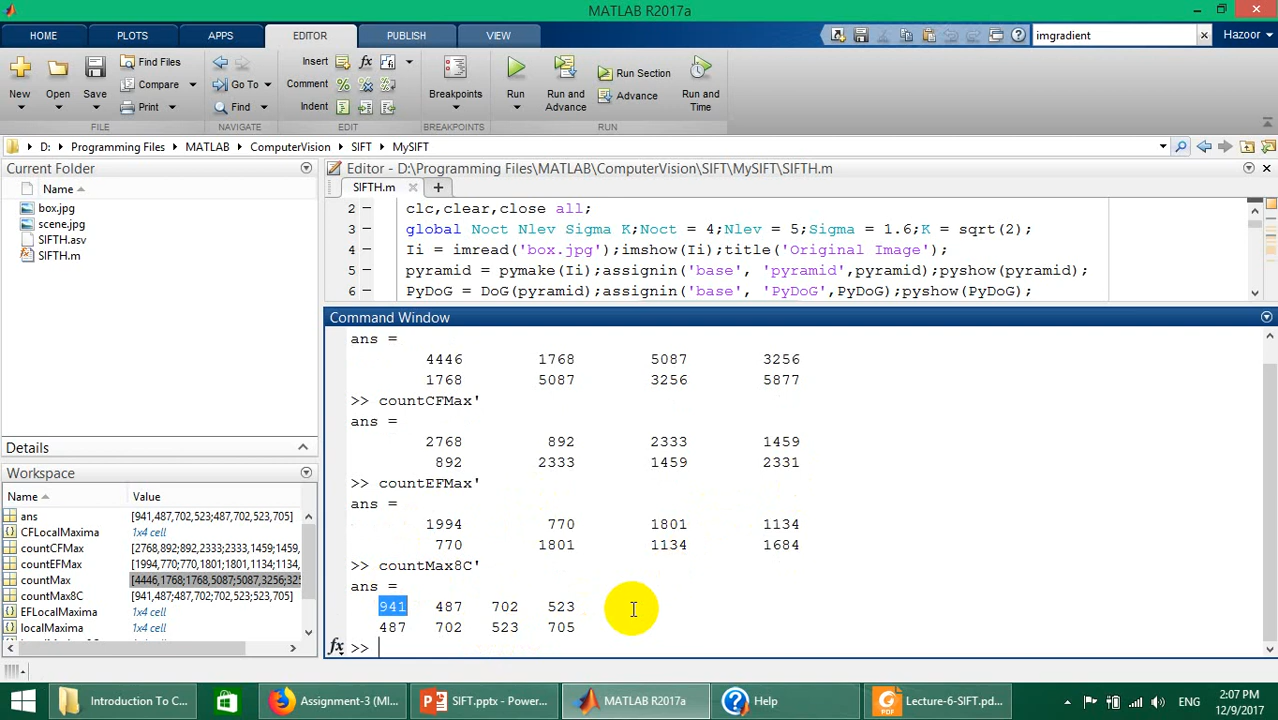 MATLAB R2017a
HOME PLOTS APPS EDITOR PUBLISH VIEW imgradient Hazoor
New Open Save Find Files Compare Print
Go To Find
Insert fx Comment Indent
Breakpoints
Run Run and Advance Run Section Advance Run and Time
FILE NAVIGATE EDIT BREAKPOINTS RUN
D: Programming Files MATLAB ComputerVision SIFT MySIFT
Current Folder
Name
box.jpg
scene.jpg
SIFTH.asv
SIFTH.m
Details
Workspace
Name Value
ans [941,487;702,523;487,702;523,705]
CFLocalMaxima 1x4 cell
countCFMax [2768,892;892,2333;2333,1459;1459;
countEFMax [1994,770;770,1801;1801,1134;1134,
countMax [4446,1768;1768,5087;5087,3256;325
countMax8C [941,487;487,702;702,523;523,705]
EFLocalMaxima 1x4 cell
localMaxima 1x4 cell
Editor - D:\Programming Files\MATLAB\ComputerVision\SIFT\MySIFT\SIFTH.m
SIFTH.m
2 clc,clear,close all;
3 global Noct Nlev Sigma K;Noct = 4;Nlev = 5;Sigma = 1.6;K = sqrt(2);
4 Ii = imread('box.jpg');imshow(Ii);title('Original Image');
5 pyramid = pymake(Ii);assignin('base', 'pyramid',pyramid);pyshow(pyramid);
6 PyDoG = DoG(pyramid);assignin('base', 'PyDoG',PyDoG);pyshow(PyDoG);
Command Window
ans =
4446 1768 5087 3256
1768 5087 3256 5877
>> countCFMax'
ans =
2768 892 2333 1459
892 2333 1459 2331
>> countEFMax'
ans =
1994 770 1801 1134
770 1801 1134 1684
>> countMax8C'
ans =
941 487 702 523
487 702 523 705
fx >>
Introduction To C... Assignment-3 (MI... SIFT.pptx - Power... MATLAB R2017a Help Lecture-6-SIFT.pd... ENG 2:07 PM
12/9/2017